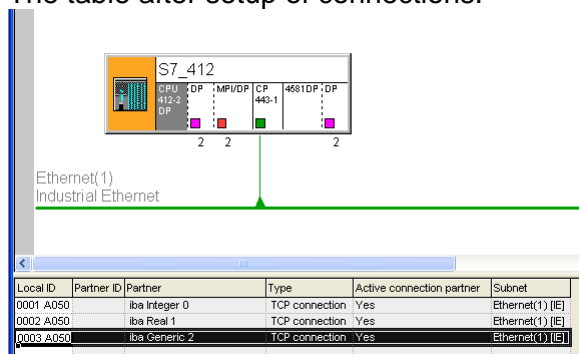 The table after setup of connections:
S7_412
CPU 412-2 DP DP MPI/DP CP 443-1 4581DP DP
2 2 2
Ethernet(1)
Industrial Ethernet
Local ID Partner ID Partner Type Active connection partner Subnet
0001 A050 iba Integer 0 TCP connection Yes Ethernet(1) [IE]
0002 A050 iba Real 1 TCP connection Yes Ethernet(1) [IE]
0003 A050 iba Generic 2 TCP connection Yes Ethernet(1) [IE]